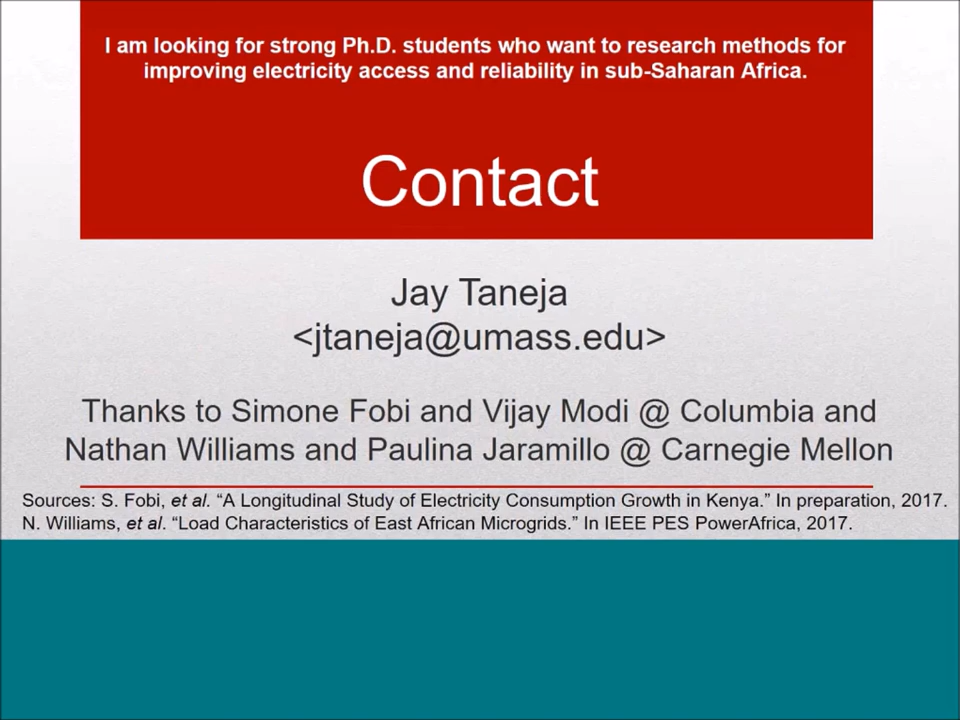 I am looking for strong Ph.D. students who want to research methods for
improving electricity access and reliability in sub-Saharan Africa.
Contact
Jay Taneja
<jtaneja@umass.edu>
Thanks to Simone Fobi and Vijay Modi @ Columbia and
Nathan Williams and Paulina Jaramillo @ Carnegie Mellon
Sources: S. Fobi, et al. “A Longitudinal Study of Electricity Consumption Growth in Kenya.” In preparation, 2017.
N. Williams, et al. “Load Characteristics of East African Microgrids.” In IEEE PES PowerAfrica, 2017.